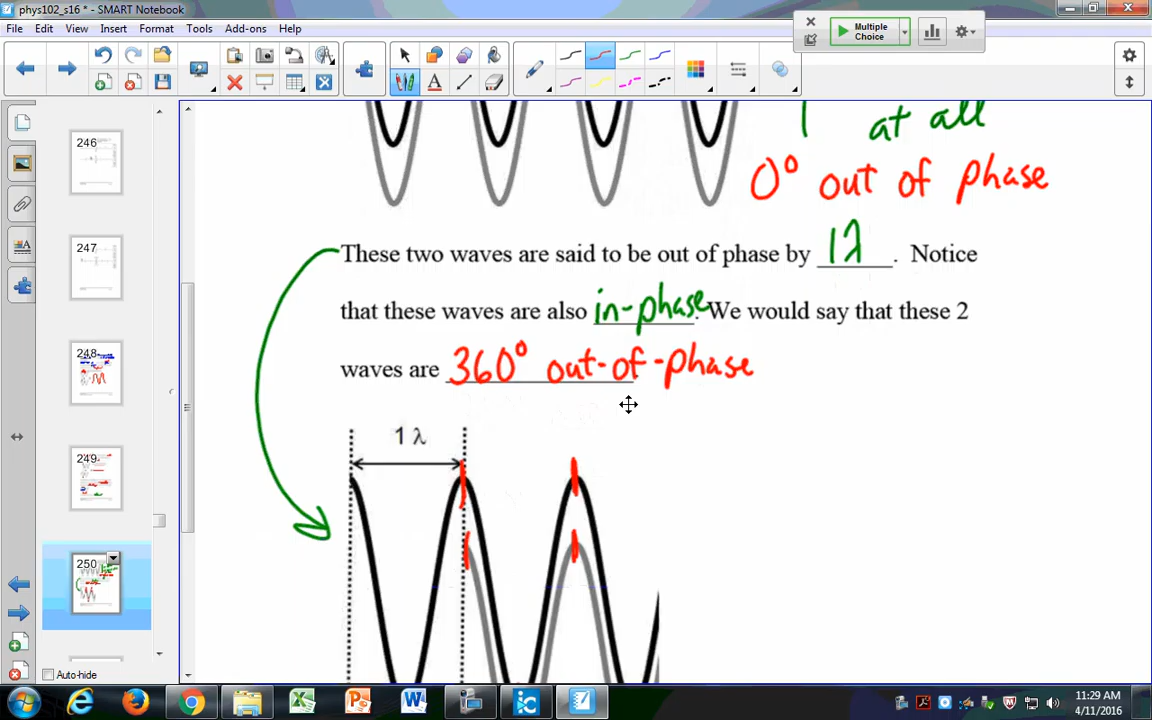 phys102_s16 * - SMART Notebook
File Edit View Insert Format Tools Add-ons Help
Multiple
Choice
246
247
248
249
250
Auto-hide
at all
0° out of phase
These two waves are said to be out of phase by 1λ. Notice
that these waves are also in-phase. We would say that these 2
waves are 360° out-of-phase
1 λ
11:29 AM
4/11/2016